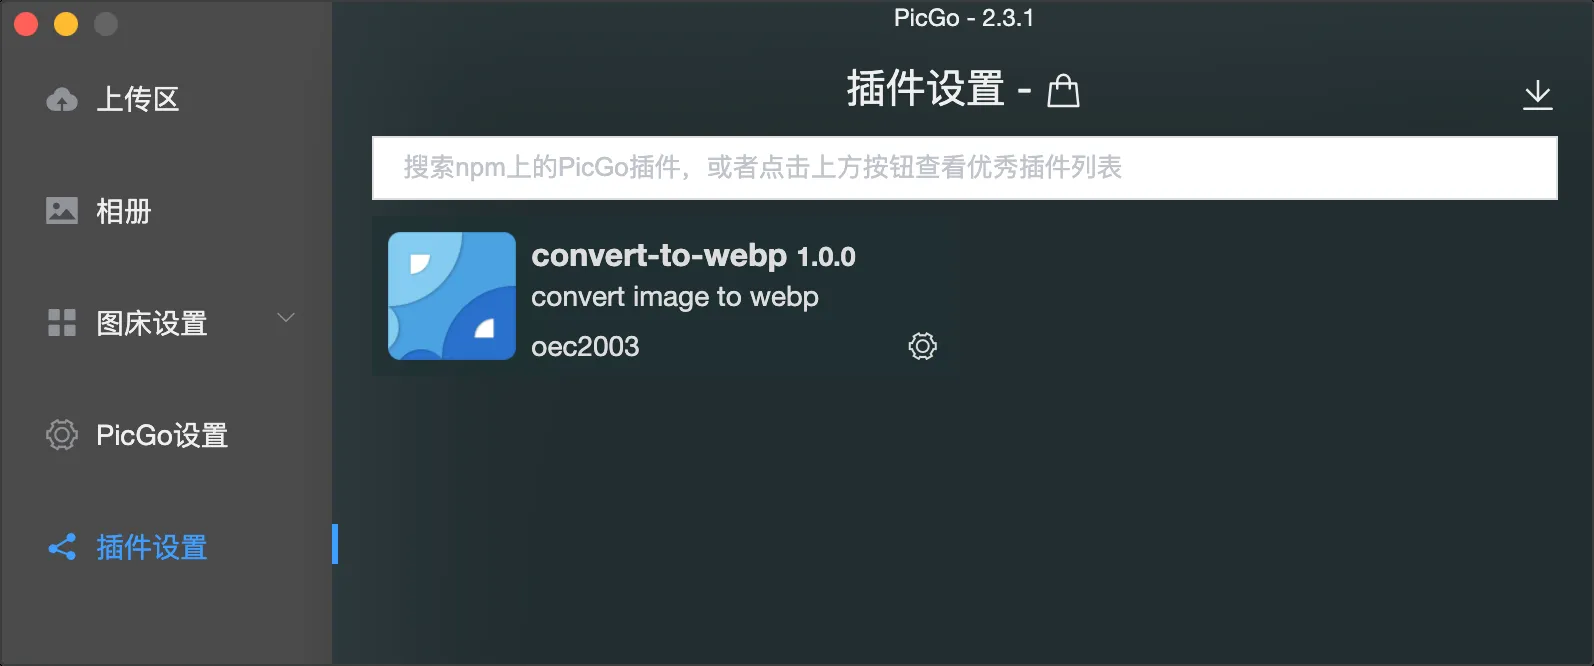 PicGo - 2.3.1
上传区
相册
图床设置
PicGo设置
插件设置
插件设置 -
搜索npm上的PicGo插件，或者点击上方按钮查看优秀插件列表
convert-to-webp 1.0.0
convert image to webp
oec2003